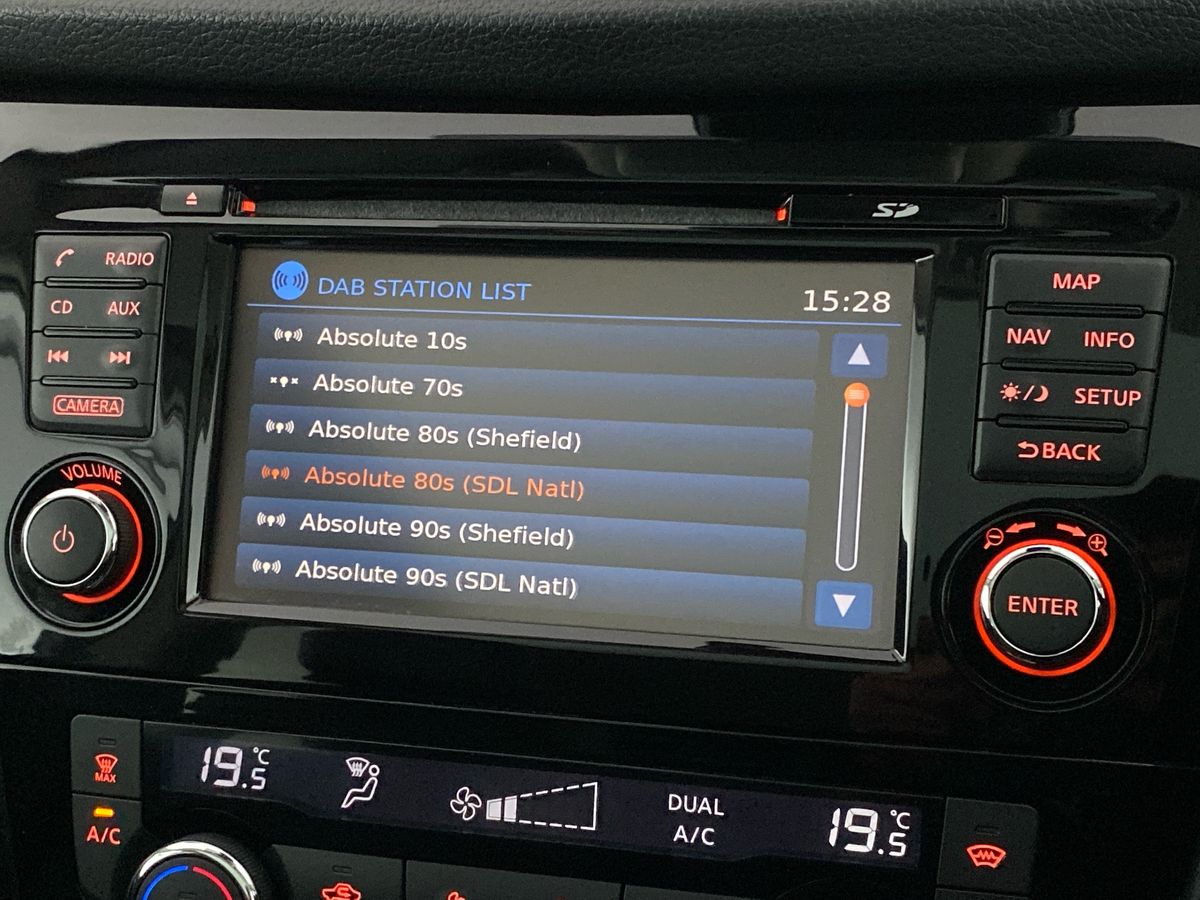 SD
RADIO
CD AUX
CAMERA
VOLUME
DAB STATION LIST
15:28
Absolute 10s
Absolute 70s
Absolute 80s (Shefield)
Absolute 80s (SDL Natl)
Absolute 90s (Shefield)
Absolute 90s (SDL Natl)
MAP
NAV INFO
SETUP
BACK
ENTER
MAX
A/C
19.5 °C
DUAL
A/C
19.5 °C